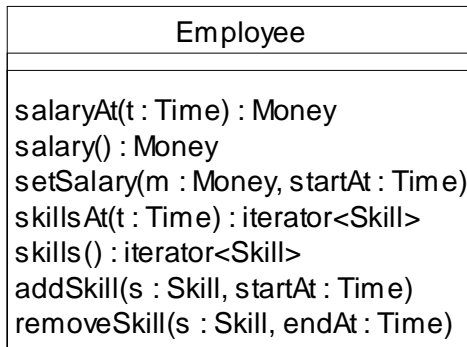 Employee
salaryAt(t : Time) : Money
salary() : Money
setSalary(m : Money, startAt : Time)
skillsAt(t : Time) : iterator<Skill>
skills() : iterator<Skill>
addSkill(s : Skill, startAt : Time)
removeSkill(s : Skill, endAt : Time)